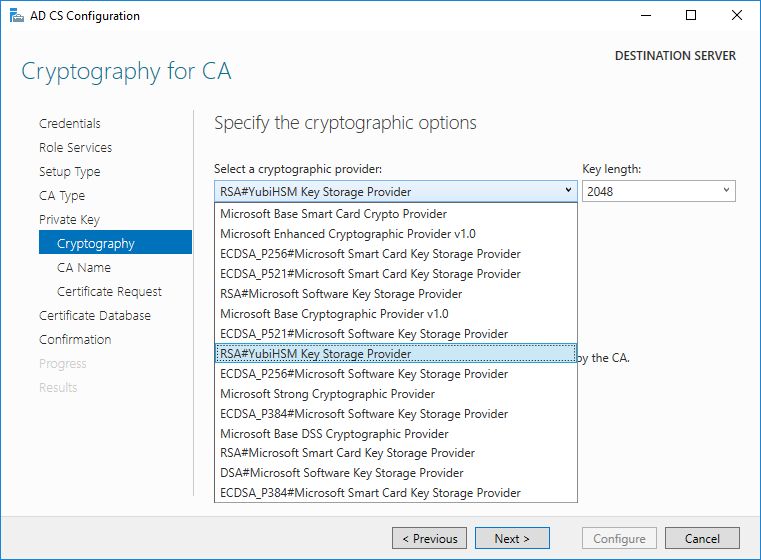 AD CS Configuration
DESTINATION SERVER
Cryptography for CA
Credentials
Role Services
Setup Type
CA Type
Private Key
Cryptography
CA Name
Certificate Request
Certificate Database
Confirmation
Progress
Results
Specify the cryptographic options
Select a cryptographic provider:
Key length:
RSA#YubiHSM Key Storage Provider
2048
Microsoft Base Smart Card Crypto Provider
Microsoft Enhanced Cryptographic Provider v1.0
ECDSA_P256#Microsoft Smart Card Key Storage Provider
ECDSA_P521#Microsoft Smart Card Key Storage Provider
RSA#Microsoft Software Key Storage Provider
Microsoft Base Cryptographic Provider v1.0
ECDSA_P521#Microsoft Software Key Storage Provider
RSA#YubiHSM Key Storage Provider
by the CA.
ECDSA_P256#Microsoft Software Key Storage Provider
Microsoft Strong Cryptographic Provider
ECDSA_P384#Microsoft Software Key Storage Provider
Microsoft Base DSS Cryptographic Provider
RSA#Microsoft Smart Card Key Storage Provider
DSA#Microsoft Software Key Storage Provider
ECDSA_P384#Microsoft Smart Card Key Storage Provider
< Previous
Next >
Configure
Cancel